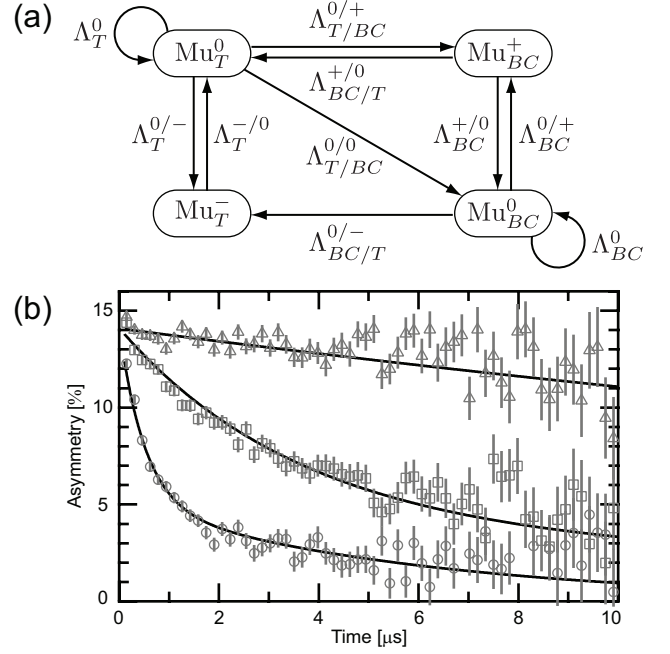 (a)
Λ_T^0
Mu_T^0
Λ_{T/BC}^{0/+}
Mu_{BC}^+
Λ_{BC/T}^{+/0}
Λ_T^{0/−}
Λ_T^{−/0}
Λ_{T/BC}^{0/0}
Λ_{BC}^{+/0}
Λ_{BC}^{0/+}
Mu_T^−
Mu_{BC}^0
Λ_{BC/T}^{0/−}
Λ_{BC}^0
(b)
15
10
5
0
Asymmetry [%]
0 2 4 6 8 10
Time [μs]